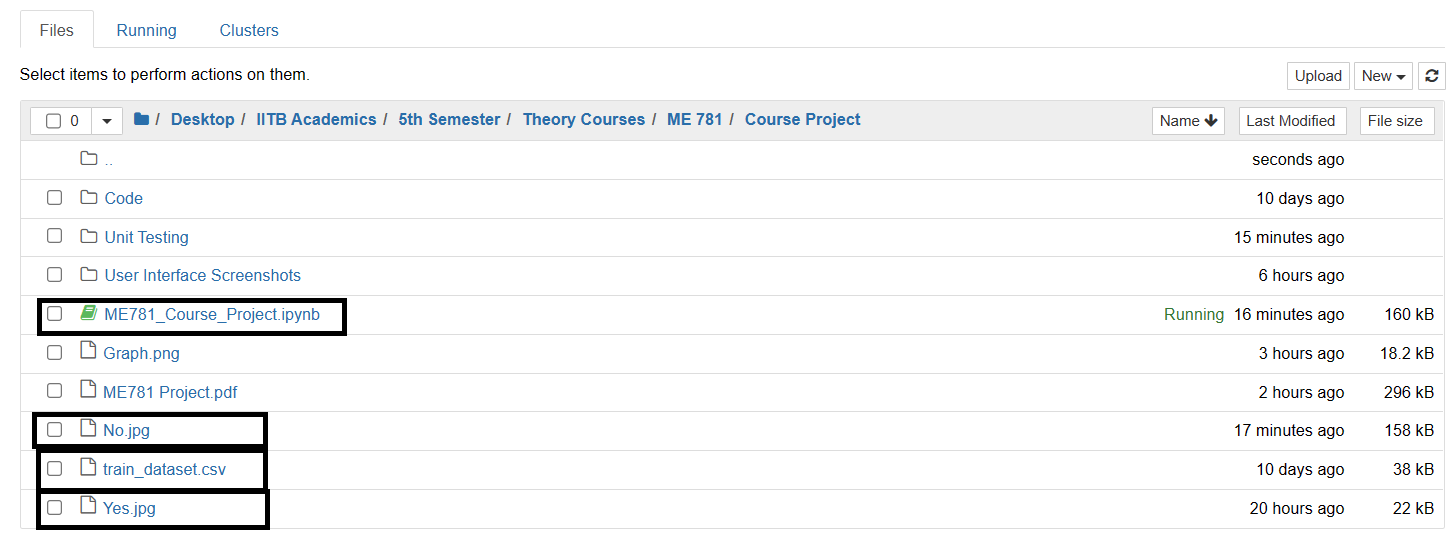 Files Running Clusters
Select items to perform actions on them.
Upload New
0 / Desktop / IITB Academics / 5th Semester / Theory Courses / ME 781 / Course Project Name Last Modified File size
.. seconds ago
Code 10 days ago
Unit Testing 15 minutes ago
User Interface Screenshots 6 hours ago
ME781_Course_Project.ipynb Running 16 minutes ago 160 kB
Graph.png 3 hours ago 18.2 kB
ME781 Project.pdf 2 hours ago 296 kB
No.jpg 17 minutes ago 158 kB
train_dataset.csv 10 days ago 38 kB
Yes.jpg 20 hours ago 22 kB